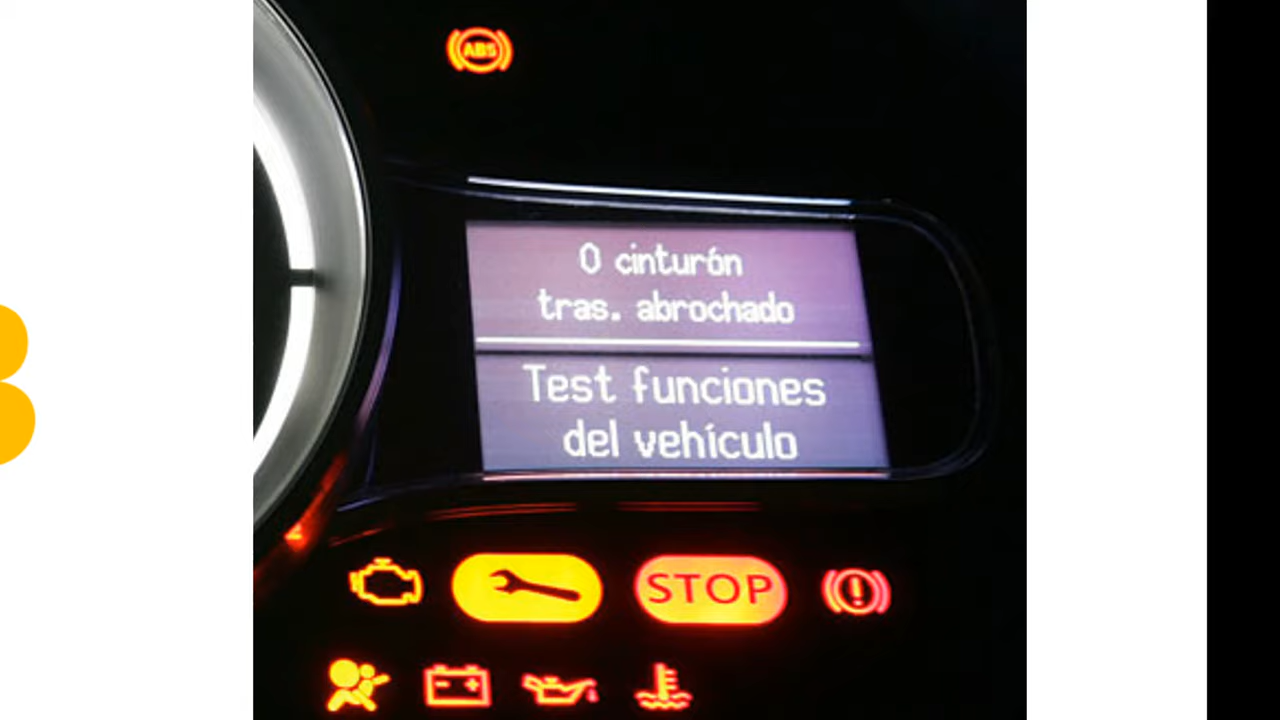 ABS
0 cinturón
tras. abrochado
Test funciones
del vehículo
STOP